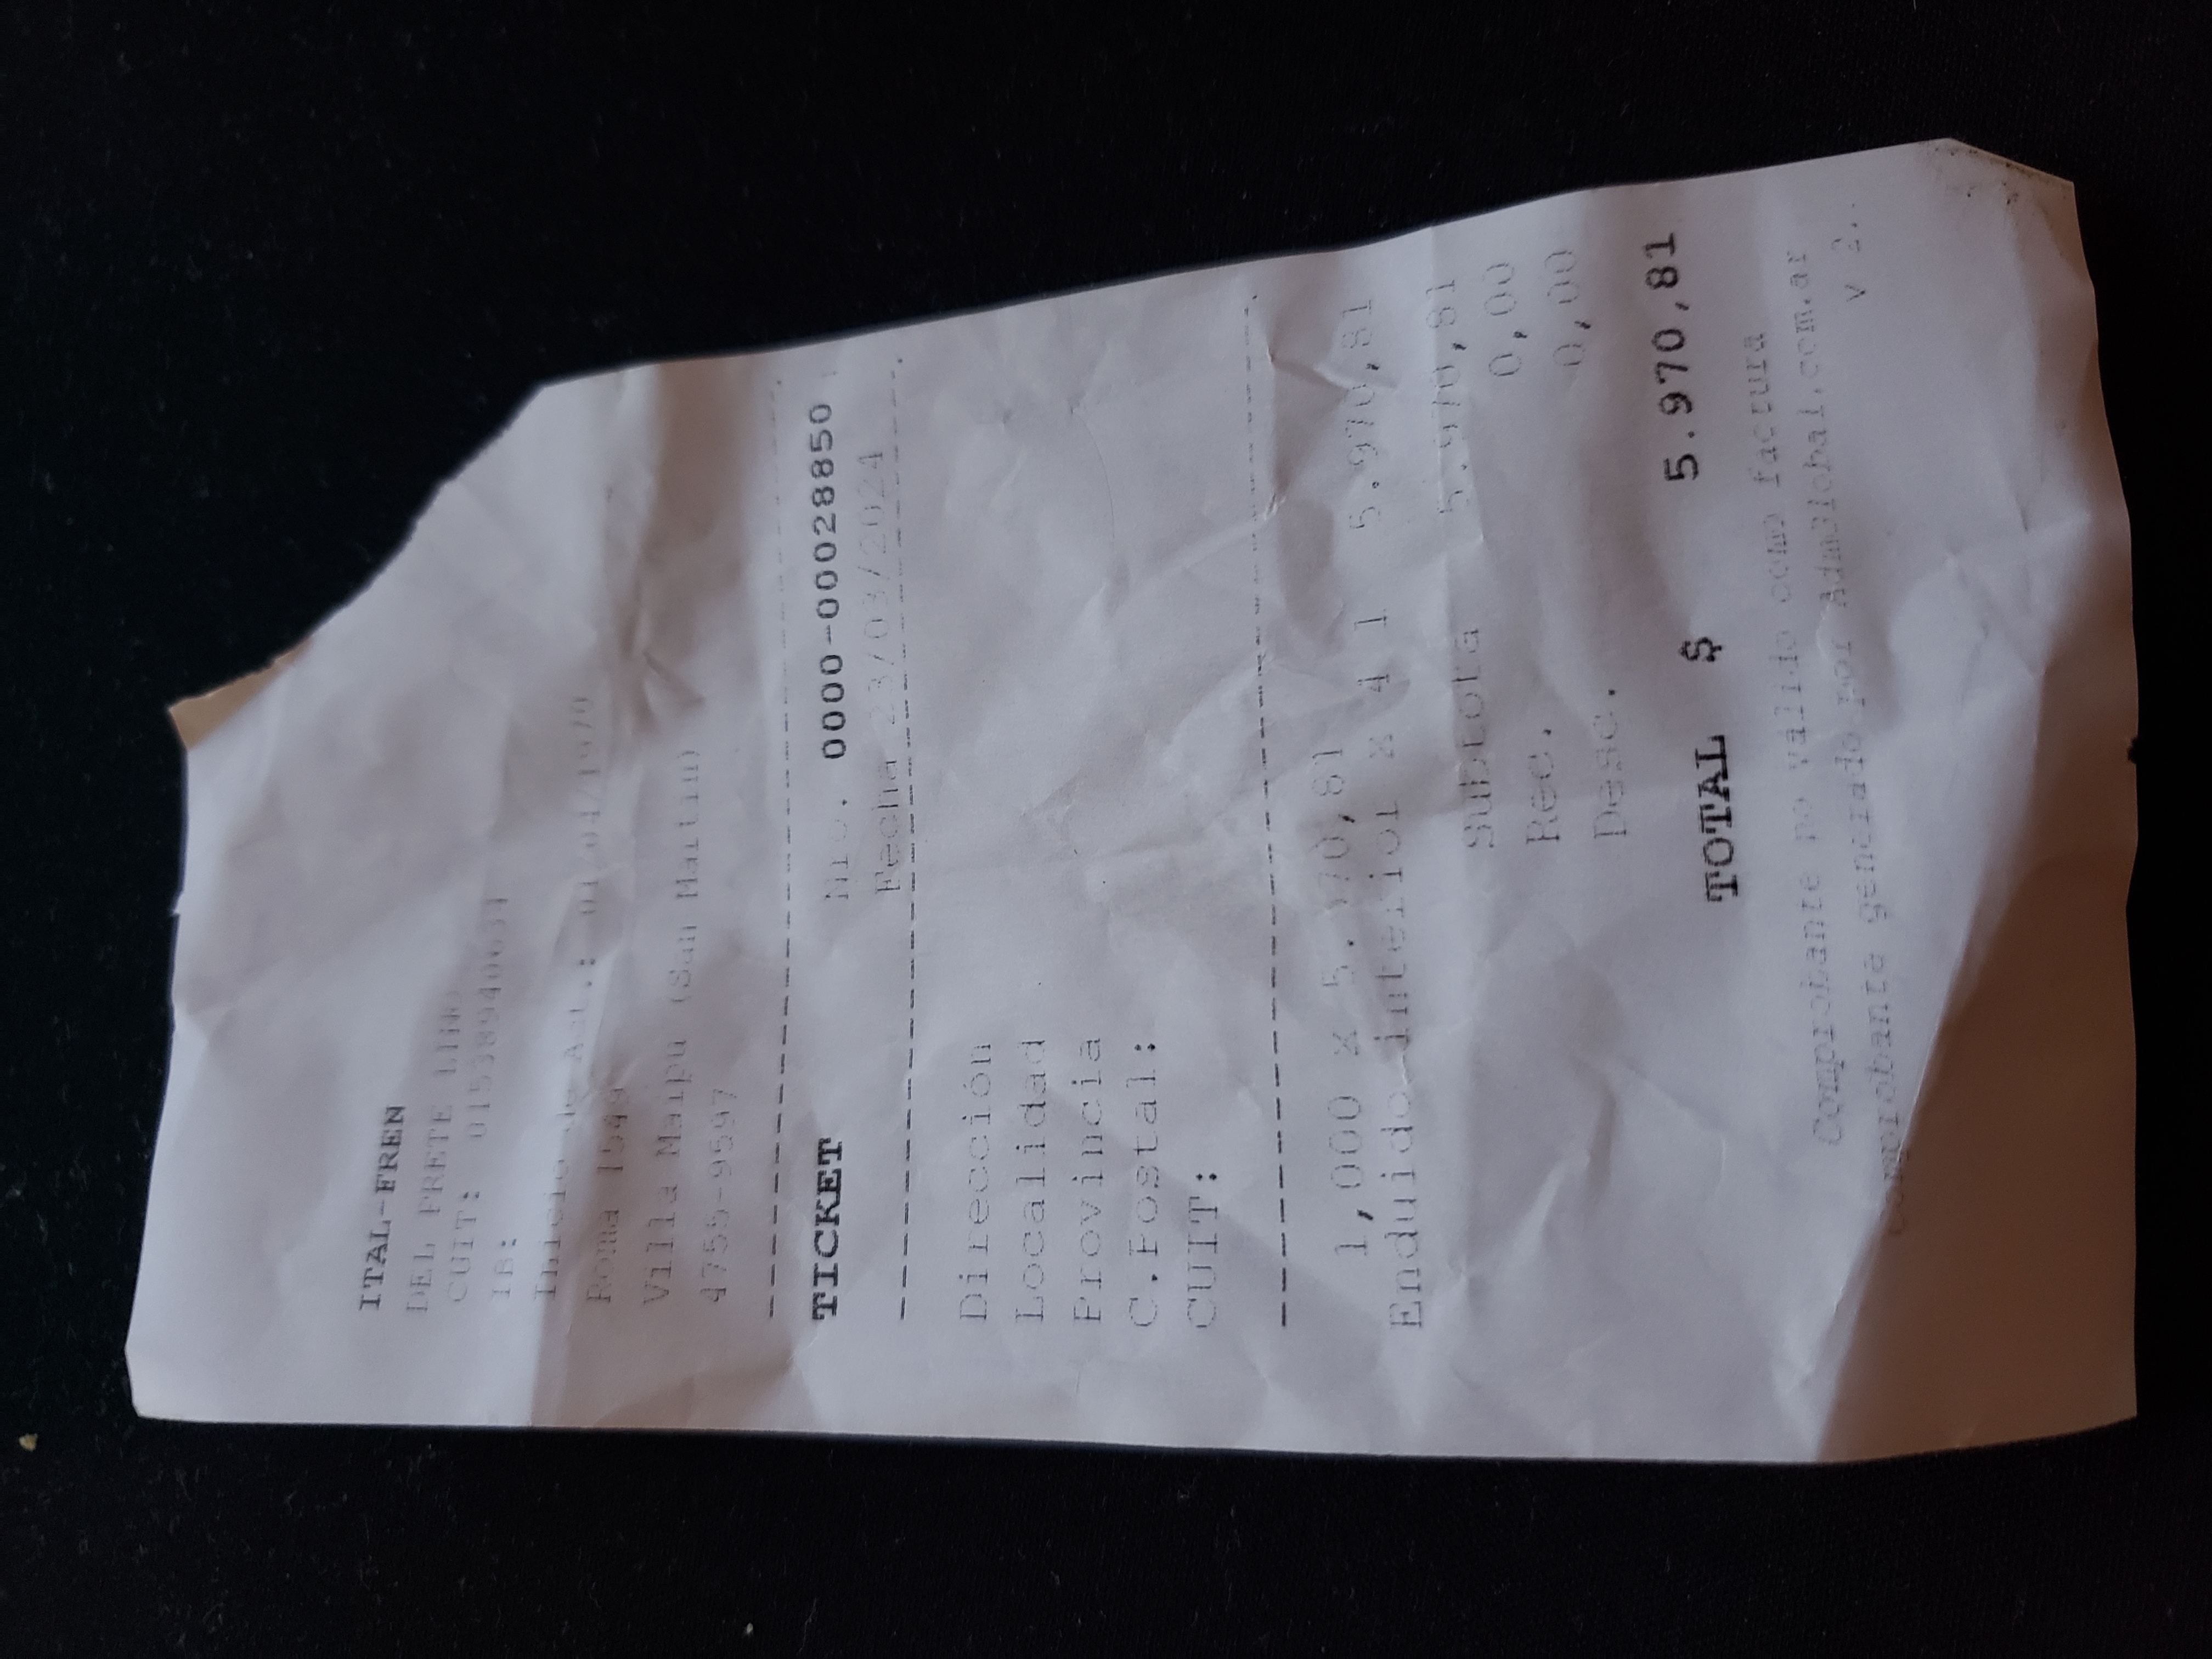 ITAL-FREN
DEL PRETE LINO
CUIT: 01538940634
IB:
Inicio de Act.: 01/04/1970
Roma 1549
Villa Maipu (San Martin)
4755-9597
TICKET Nro. 0000-00028850
Fecha 23/03/2024
Dirección
Localidad
Provincia
C.Postal:
CUIT:
1,000 x 5.970,81
Enduido interior x 4 l 5.970,81
Subtota 5.970,81
Rec. 0,00
Desc. 0,00
TOTAL $ 5.970,81
Comprobante no válido como factura
Comprobante generado por AdmGlobal.com.ar
v 2.